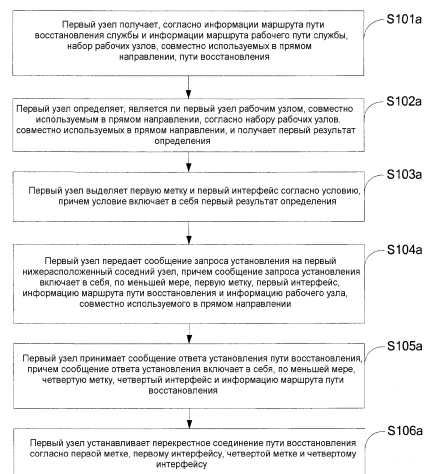 S101a
Первый узел получает, согласно информации маршрута пути
восстановления службы и информации маршрута рабочего пути службы,
набор рабочих узлов, совместно используемых в прямом
направлении, пути восстановления
S102a
Первый узел определяет, является ли первый узел рабочим узлом, совместно
используемым в прямом направлении, согласно набору рабочих узлов,
совместно используемых в прямом направлении, и получает первый результат
определения
S103a
Первый узел выделяет первую метку и первый интерфейс согласно условию,
причем условие включает в себя первый результат определения
S104a
Первый узел передает сообщение запроса установления на первый
нижерасположенный соседний узел, причем сообщение запроса установления
включает в себя, по меньшей мере, первую метку, первый интерфейс,
информацию маршрута пути восстановления и информацию рабочего узла,
совместно используемого в прямом направлении
S105a
Первый узел принимает сообщение ответа установления пути восстановления,
причем сообщение ответа установления включает в себя, по меньшей мере,
четвертую метку, четвертый интерфейс и информацию маршрута пути
восстановления
S106a
Первый узел устанавливает перекрестное соединение пути восстановления
согласно первой метке, первому интерфейсу, четвертой метке и четвертому
интерфейсу